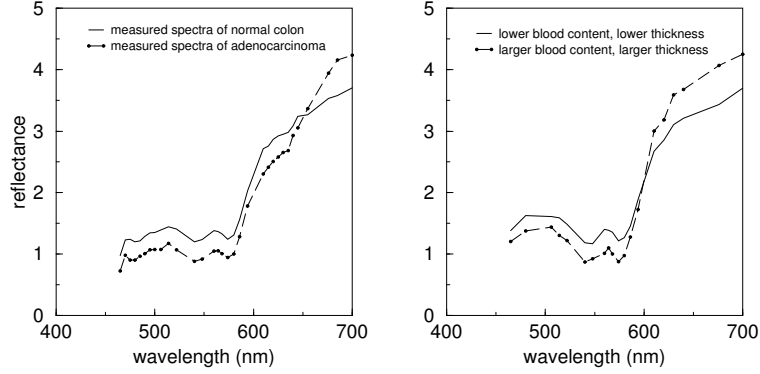 measured spectra of normal colon
measured spectra of adenocarcinoma
reflectance
5
4
3
2
1
0
400
500
600
700
wavelength (nm)
lower blood content, lower thickness
larger blood content, larger thickness
5
4
3
2
1
0
400
500
600
700
wavelength (nm)